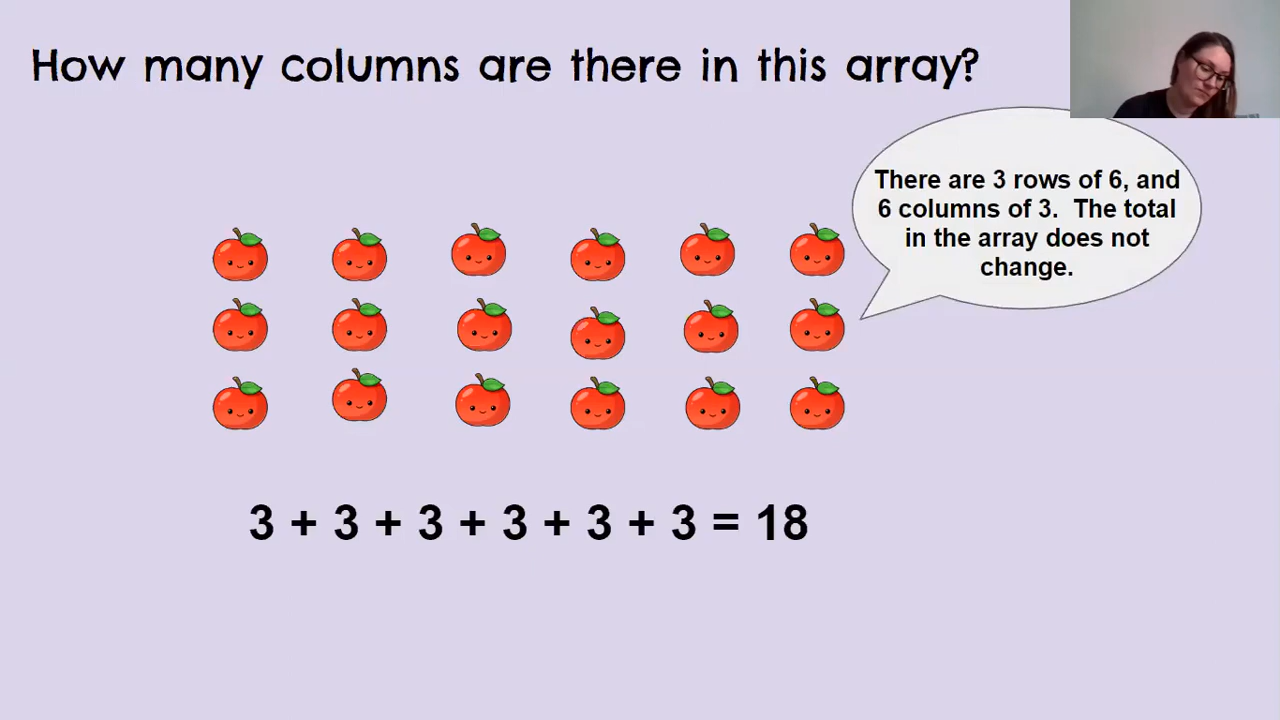 How many columns are there in this array?
There are 3 rows of 6, and
6 columns of 3. The total
in the array does not
change.
3 + 3 + 3 + 3 + 3 + 3 = 18